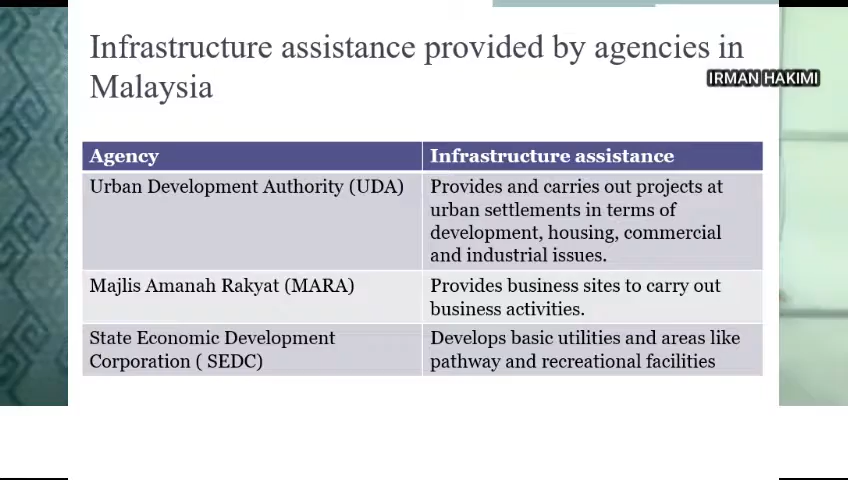 Infrastructure assistance provided by agencies in
Malaysia
IRMAN HAKIMI
Agency
Infrastructure assistance
Urban Development Authority (UDA)
Provides and carries out projects at
urban settlements in terms of
development, housing, commercial
and industrial issues.
Majlis Amanah Rakyat (MARA)
Provides business sites to carry out
business activities.
State Economic Development
Corporation ( SEDC)
Develops basic utilities and areas like
pathway and recreational facilities